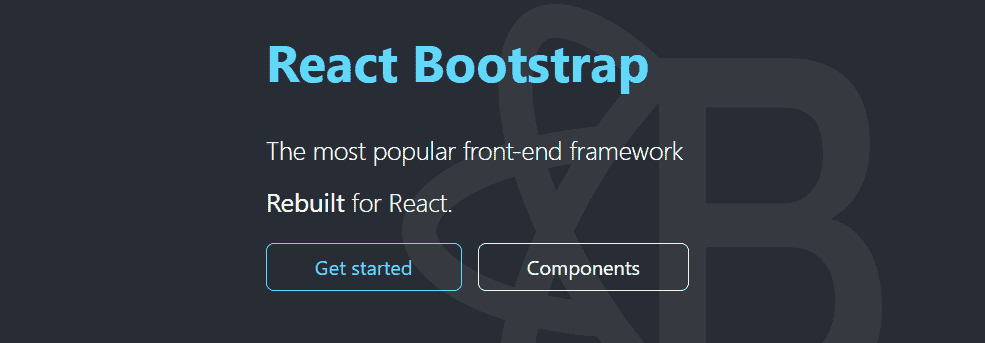 React Bootstrap
The most popular front-end framework
Rebuilt for React.
Get started
Components
B